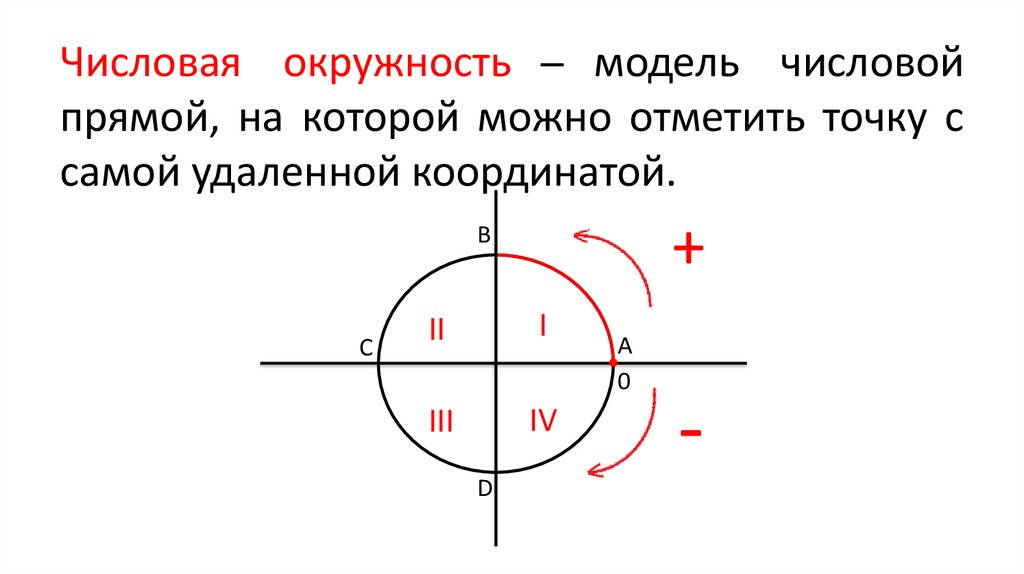 Числовая окружность – модель числовой
прямой, на которой можно отметить точку с
самой удаленной координатой.
B
+
II
I
C
A
0
III
IV
-
D